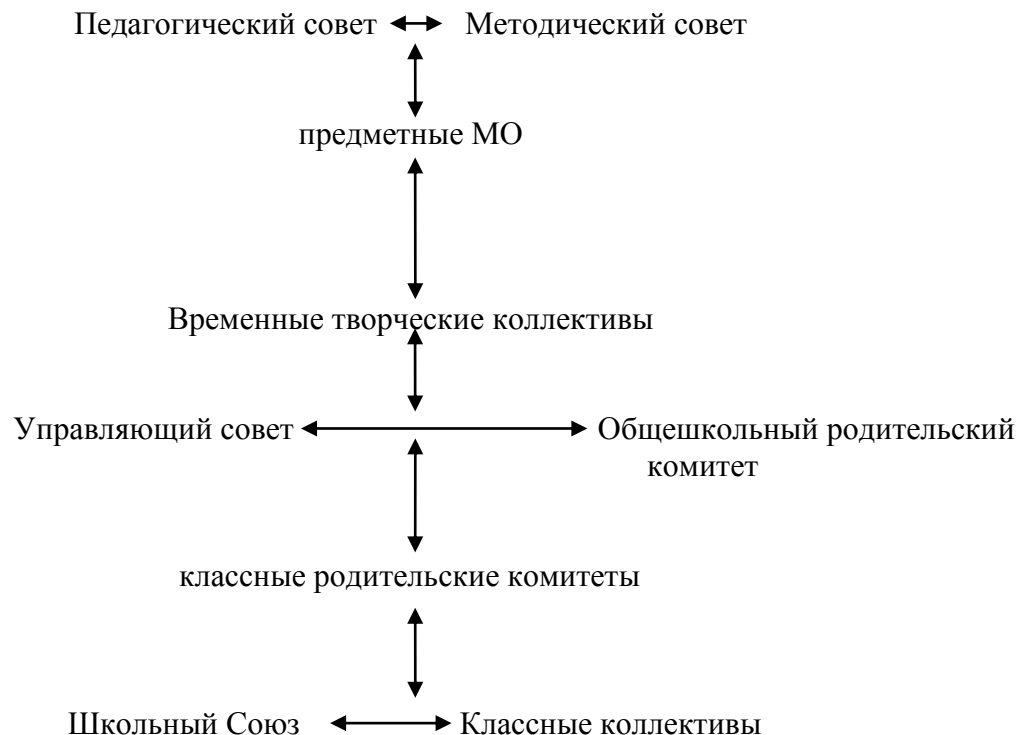 Педагогический совет Методический совет
предметные МО
Временные творческие коллективы
Управляющий совет Общешкольный родительский
комитет
классные родительские комитеты
Школьный Союз Классные коллективы